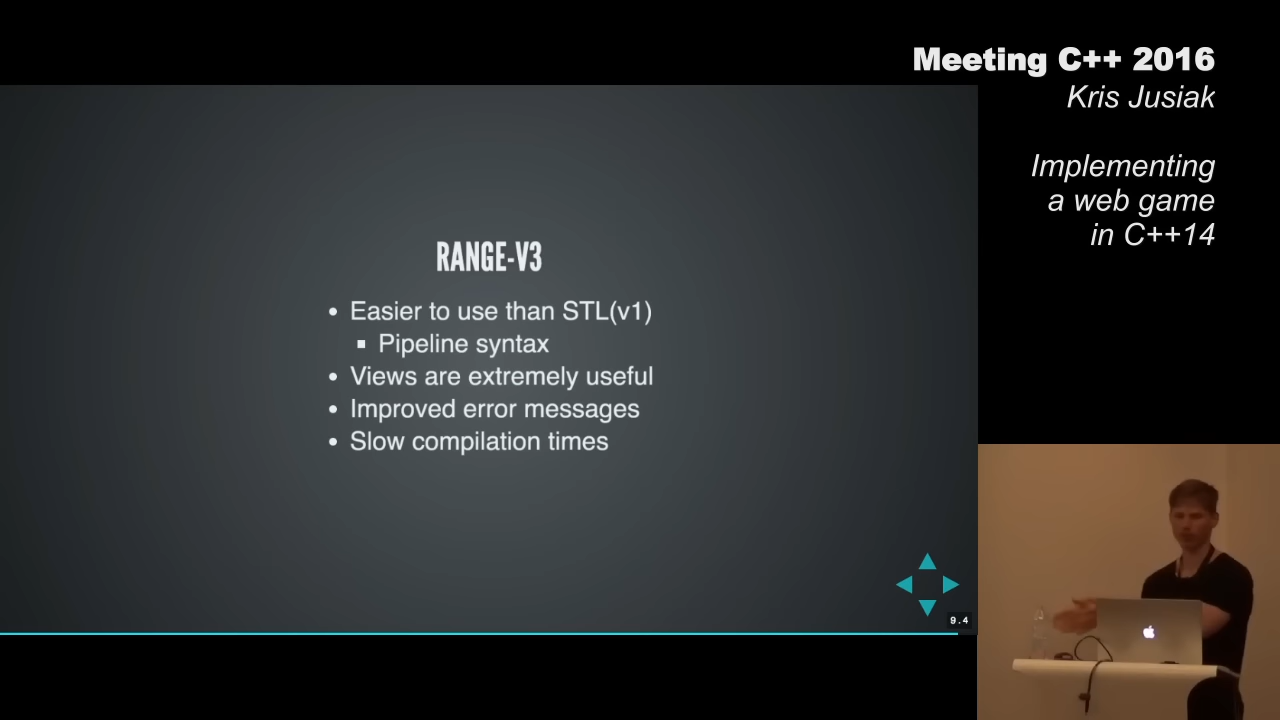 Meeting C++ 2016
Kris Jusiak
Implementing
a web game
in C++14
RANGE-V3
Easier to use than STL(v1)
Pipeline syntax
Views are extremely useful
Improved error messages
Slow compilation times
9.4